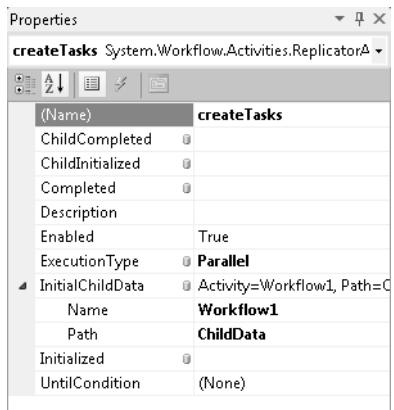 Properties
createTasks System.Workflow.Activities.ReplicatorA
(Name) createTasks
ChildCompleted
ChildInitialized
Completed
Description
Enabled True
ExecutionType Parallel
InitialChildData Activity=Workflow1, Path=C
Name Workflow1
Path ChildData
Initialized
UntilCondition (None)